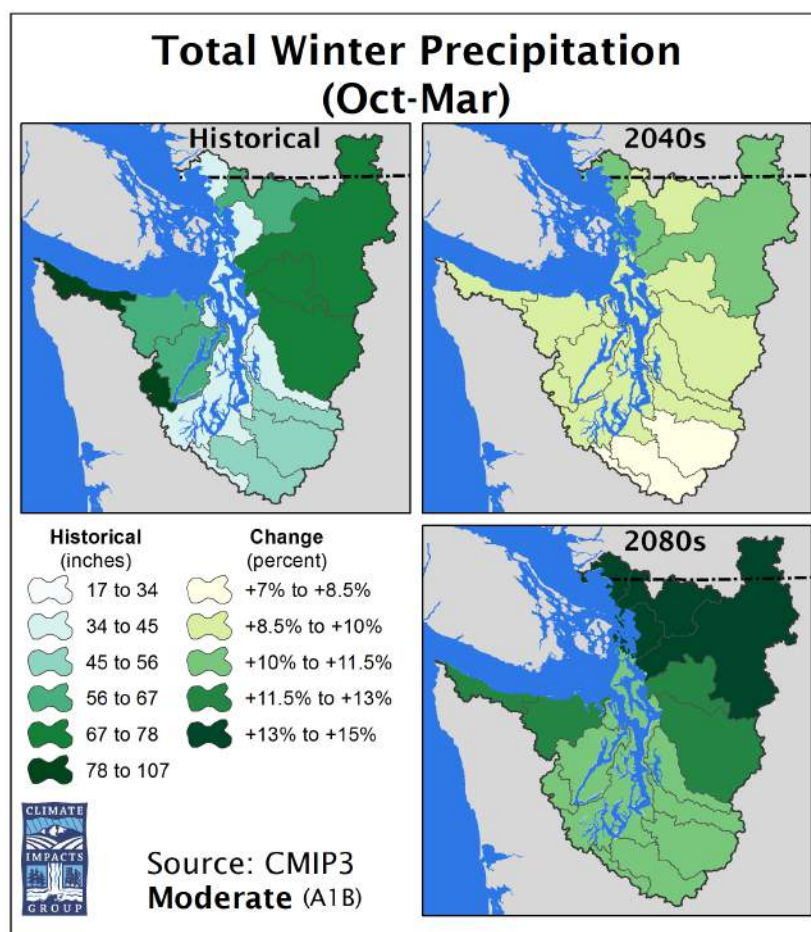 Total Winter Precipitation
(Oct-Mar)
Historical
2040s
Historical
(inches)
17 to 34
34 to 45
45 to 56
56 to 67
67 to 78
78 to 107
Change
(percent)
+7% to +8.5%
+8.5% to +10%
+10% to +11.5%
+11.5% to +13%
+13% to +15%
2080s
CLIMATE
IMPACTS
GROUP
Source: CMIP3
Moderate (A1B)